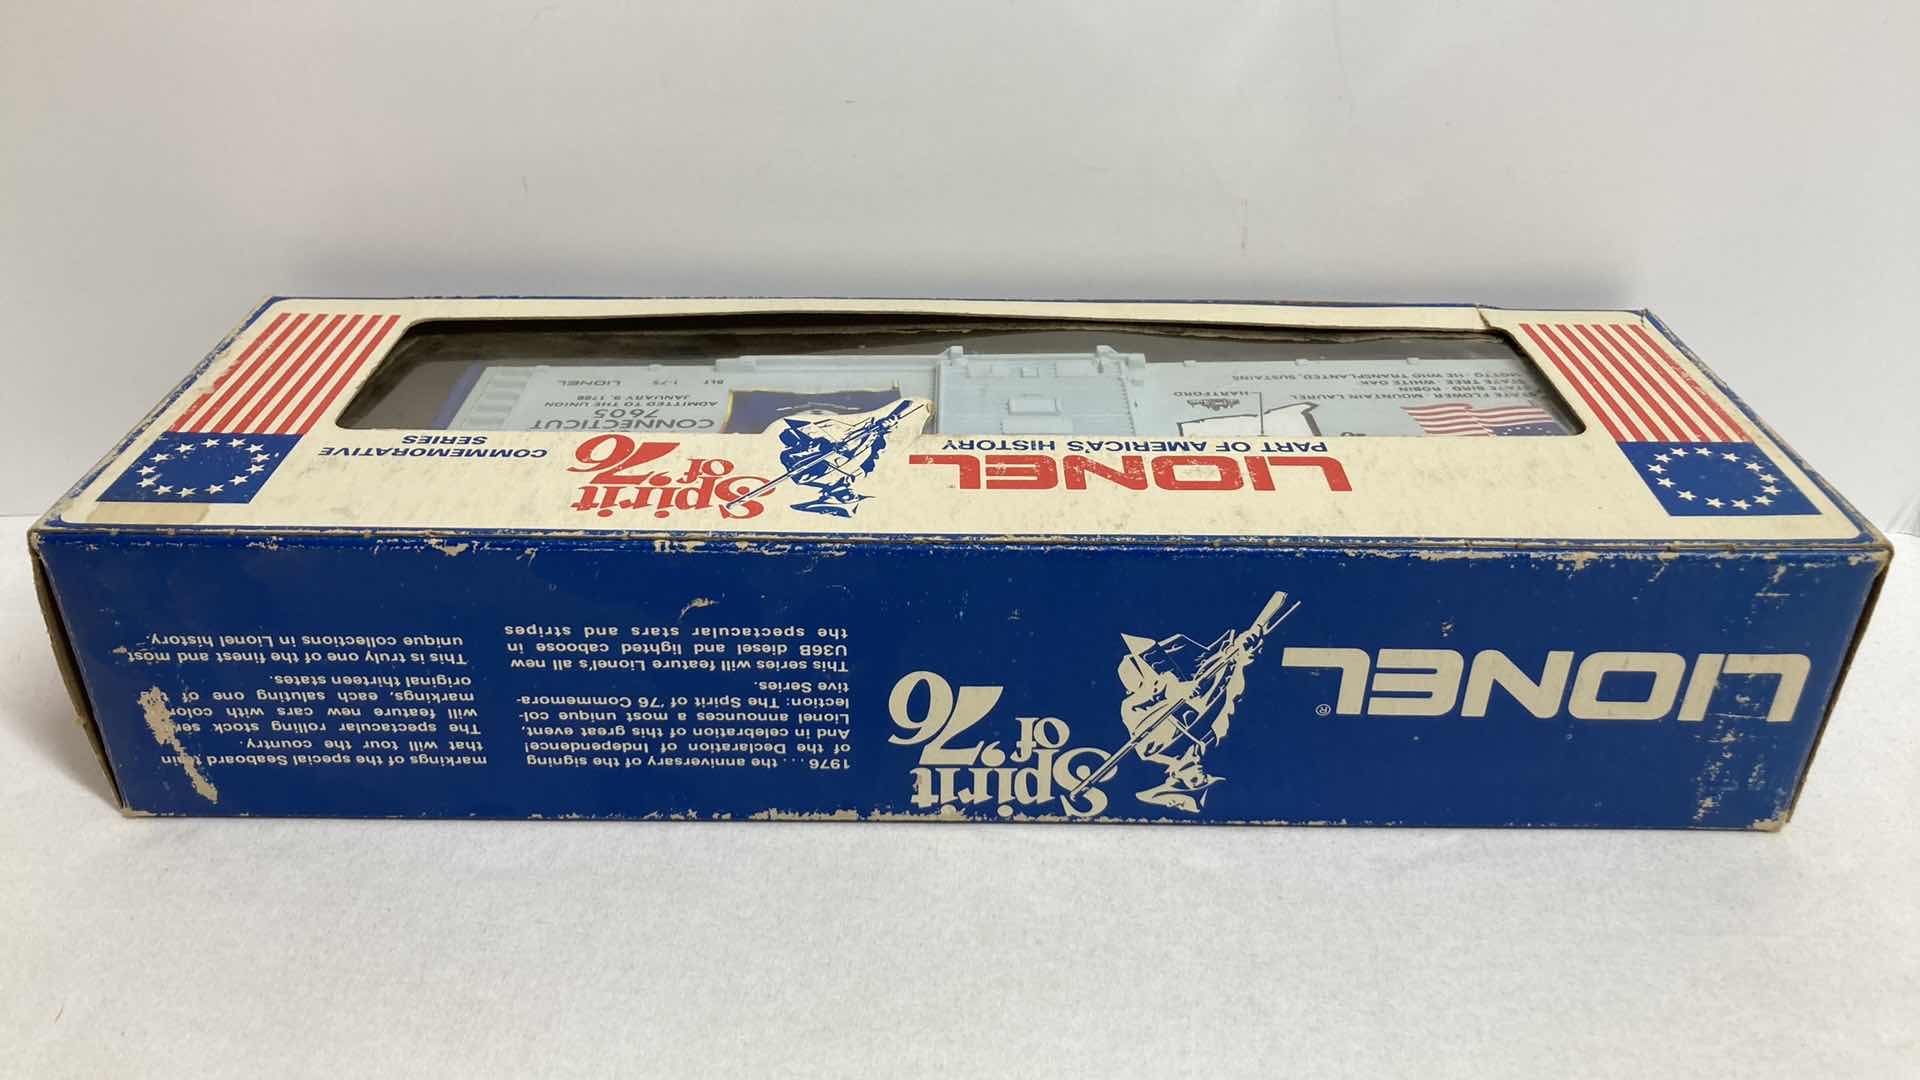 LIONEL®
Spirit
of '76
1976 . . . the anniversary of the signing
of the Declaration of Independence!
And in celebration of this great event,
Lionel announces a most unique col-
lection: The Spirit of '76 Commemora-
tive Series.
This series will feature Lionel's all new
U36B diesel and lighted caboose in
the spectacular stars and stripes
markings of the special Seaboard
that will tour the country.
The spectacular rolling stock
will feature new cars with
markings, each saluting one of
original thirteen states.
This is truly one of the finest and most
unique collections in Lionel history.
LIONEL
PART OF AMERICA'S HISTORY
Spirit
of '76
COMMEMORATIVE
SERIES
HARTFORD
STATE FLOWER - MOUNTAIN LAUREL
STATE BIRD - ROBIN
STATE TREE - WHITE OAK
MOTTO - HE WHO TRANSPLANTED, SUSTAINS
CONNECTICUT
7605
ADMITTED TO THE UNION
JANUARY 9, 1788
BLT 1-75 LIONEL